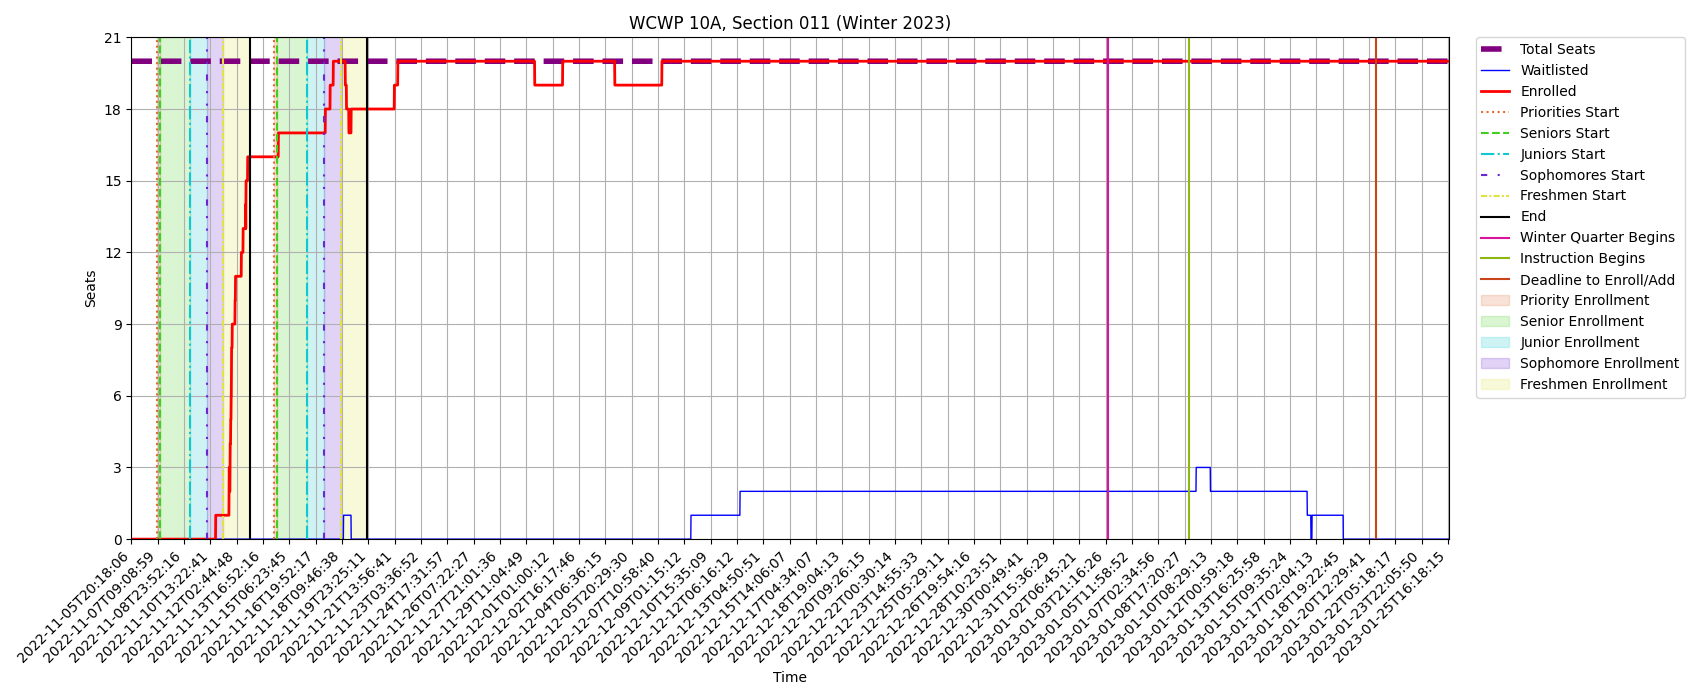 WCWP 10A, Section 011 (Winter 2023)
21
18
15
12
9
6
3
0
Seats
2022-11-05T20:18:06
2022-11-07T09:08:59
2022-11-08T23:52:16
2022-11-10T13:22:41
2022-11-12T02:44:48
2022-11-13T16:52:16
2022-11-15T06:23:45
2022-11-16T19:52:17
2022-11-18T09:46:38
2022-11-19T23:25:11
2022-11-21T13:56:41
2022-11-23T03:36:52
2022-11-24T17:31:57
2022-11-26T07:22:27
2022-11-27T21:01:36
2022-11-29T11:04:49
2022-12-01T01:00:12
2022-12-02T16:17:46
2022-12-04T06:36:15
2022-12-05T20:29:30
2022-12-07T10:58:40
2022-12-09T01:15:12
2022-12-10T15:35:09
2022-12-12T06:16:12
2022-12-13T04:50:51
2022-12-15T14:06:07
2022-12-17T04:34:07
2022-12-18T19:04:13
2022-12-20T09:26:15
2022-12-22T00:30:14
2022-12-23T14:55:33
2022-12-25T05:29:11
2022-12-26T19:54:16
2022-12-28T10:23:51
2022-12-30T00:49:41
2022-12-31T15:36:29
2023-01-02T06:45:21
2023-01-03T21:16:26
2023-01-05T11:58:52
2023-01-07T02:34:56
2023-01-08T17:20:27
2023-01-10T08:29:13
2023-01-12T00:59:18
2023-01-13T16:25:58
2023-01-15T09:35:24
2023-01-17T02:04:13
2023-01-18T19:22:45
2023-01-20T12:29:41
2023-01-22T05:18:17
2023-01-23T22:05:50
2023-01-25T16:18:15
Time
Total Seats
Waitlisted
Enrolled
Priorities Start
Seniors Start
Juniors Start
Sophomores Start
Freshmen Start
End
Winter Quarter Begins
Instruction Begins
Deadline to Enroll/Add
Priority Enrollment
Senior Enrollment
Junior Enrollment
Sophomore Enrollment
Freshmen Enrollment